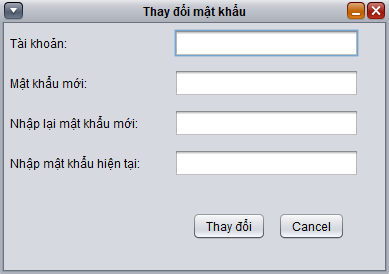 Thay đổi mật khẩu
Tài khoản:
Mật khẩu mới:
Nhập lại mật khẩu mới:
Nhập mật khẩu hiện tại:
Thay đổi
Cancel